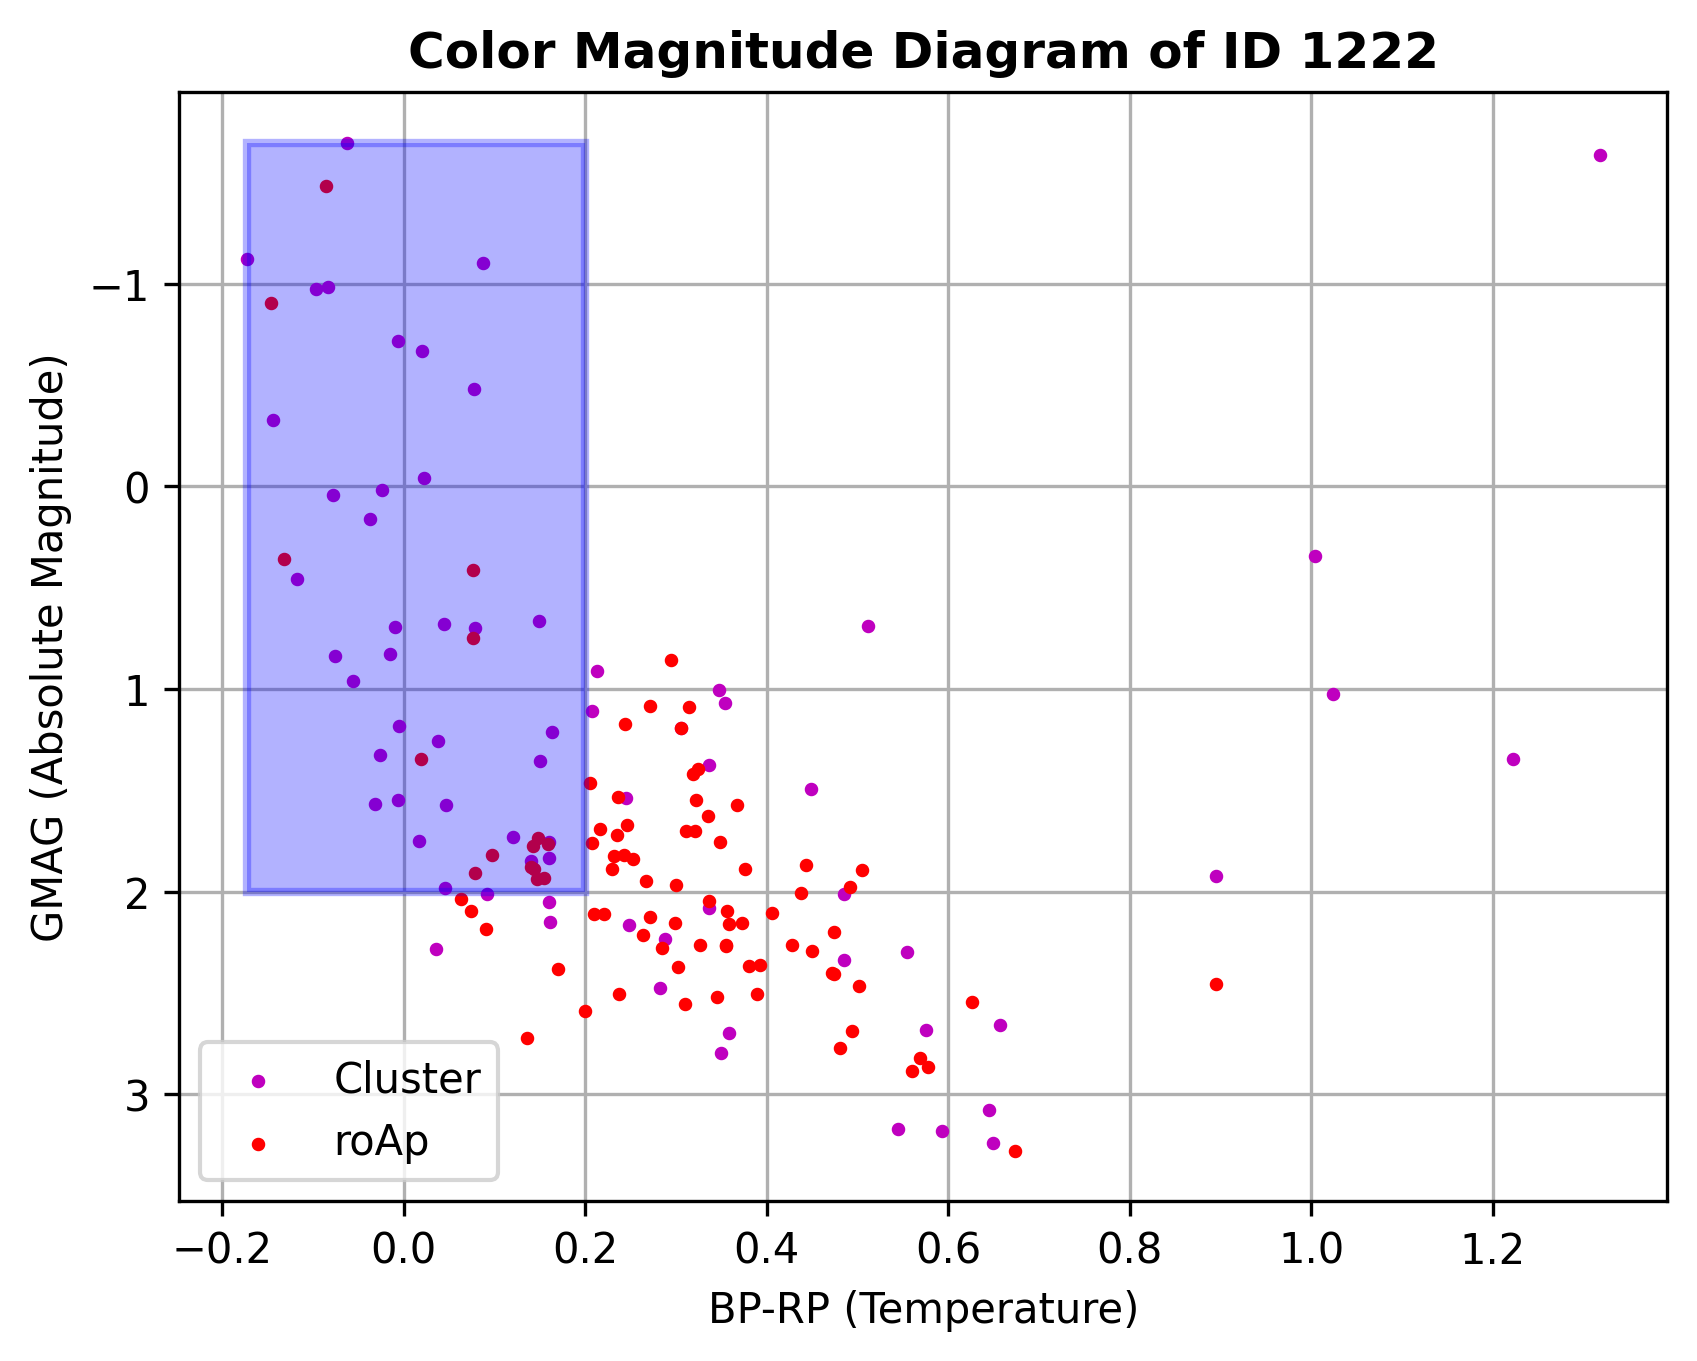 Color Magnitude Diagram of ID 1222
GMAG (Absolute Magnitude)
−1
0
1
2
3
Cluster
roAp
−0.2 0.0 0.2 0.4 0.6 0.8 1.0 1.2
BP-RP (Temperature)